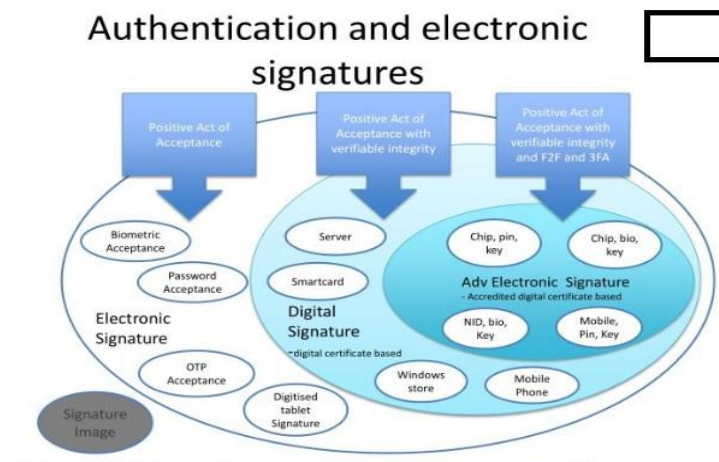 Authentication and electronic
signatures
Positive Act of
Acceptance
Positive Act of
Acceptance with
verifiable integrity
Positive Act of
Acceptance with
verifiable integrity
and F2F and 3FA
Biometric
Acceptance
Password
Acceptance
Electronic
Signature
OTP
Acceptance
Digitised
tablet
Signature
Signature
Image
Server
Smartcard
Digital
Signature
-digital certificate based
Windows
store
Mobile
Phone
Chip, pin,
key
Chip, bio,
key
Adv Electronic Signature
- Accredited digital certificate based
NID, bio,
Key
Mobile,
Pin, Key